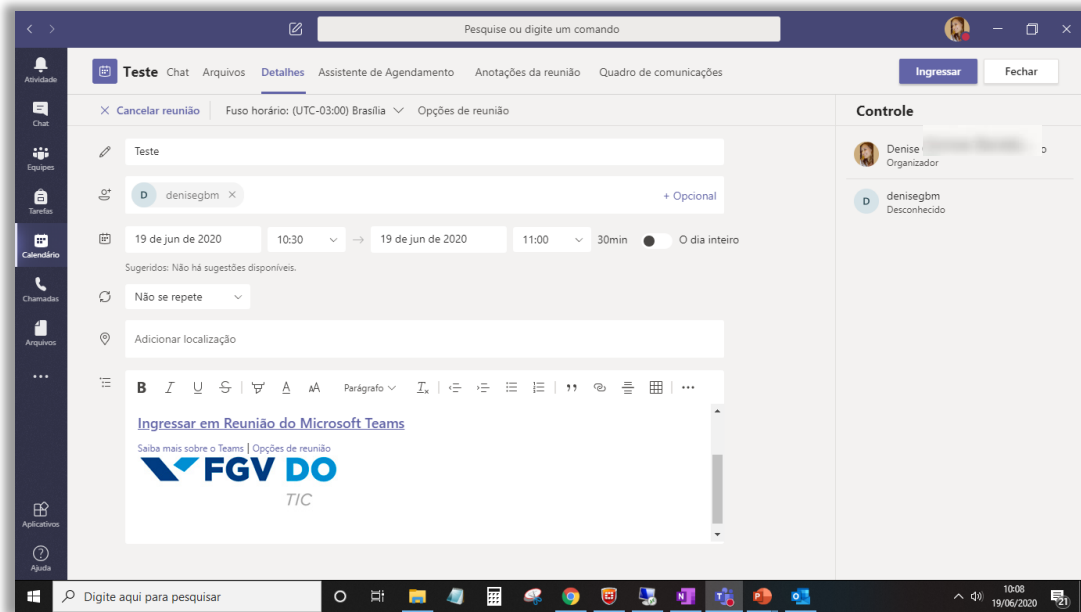 Pesquise ou digite um comando
Atividade
Chat
Equipes
Tarefas
Calendário
Chamadas
Arquivos
Aplicativos
Ajuda
Teste Chat Arquivos Detalhes Assistente de Agendamento Anotações da reunião Quadro de comunicações Ingressar Fechar
Cancelar reunião Fuso horário: (UTC-03:00) Brasília Opções de reunião
Teste
D denisegbm + Opcional
19 de jun de 2020 10:30 19 de jun de 2020 11:00 30min O dia inteiro
Sugeridos: Não há sugestões disponíveis.
Não se repete
Adicionar localização
B I U S A AA Parágrafo Tx
Ingressar em Reunião do Microsoft Teams
Saiba mais sobre o Teams | Opções de reunião
FGV DO
TIC
Controle
Denise o
Organizador
D denisegbm
Desconhecido
Digite aqui para pesquisar
10:08
19/06/2020
21